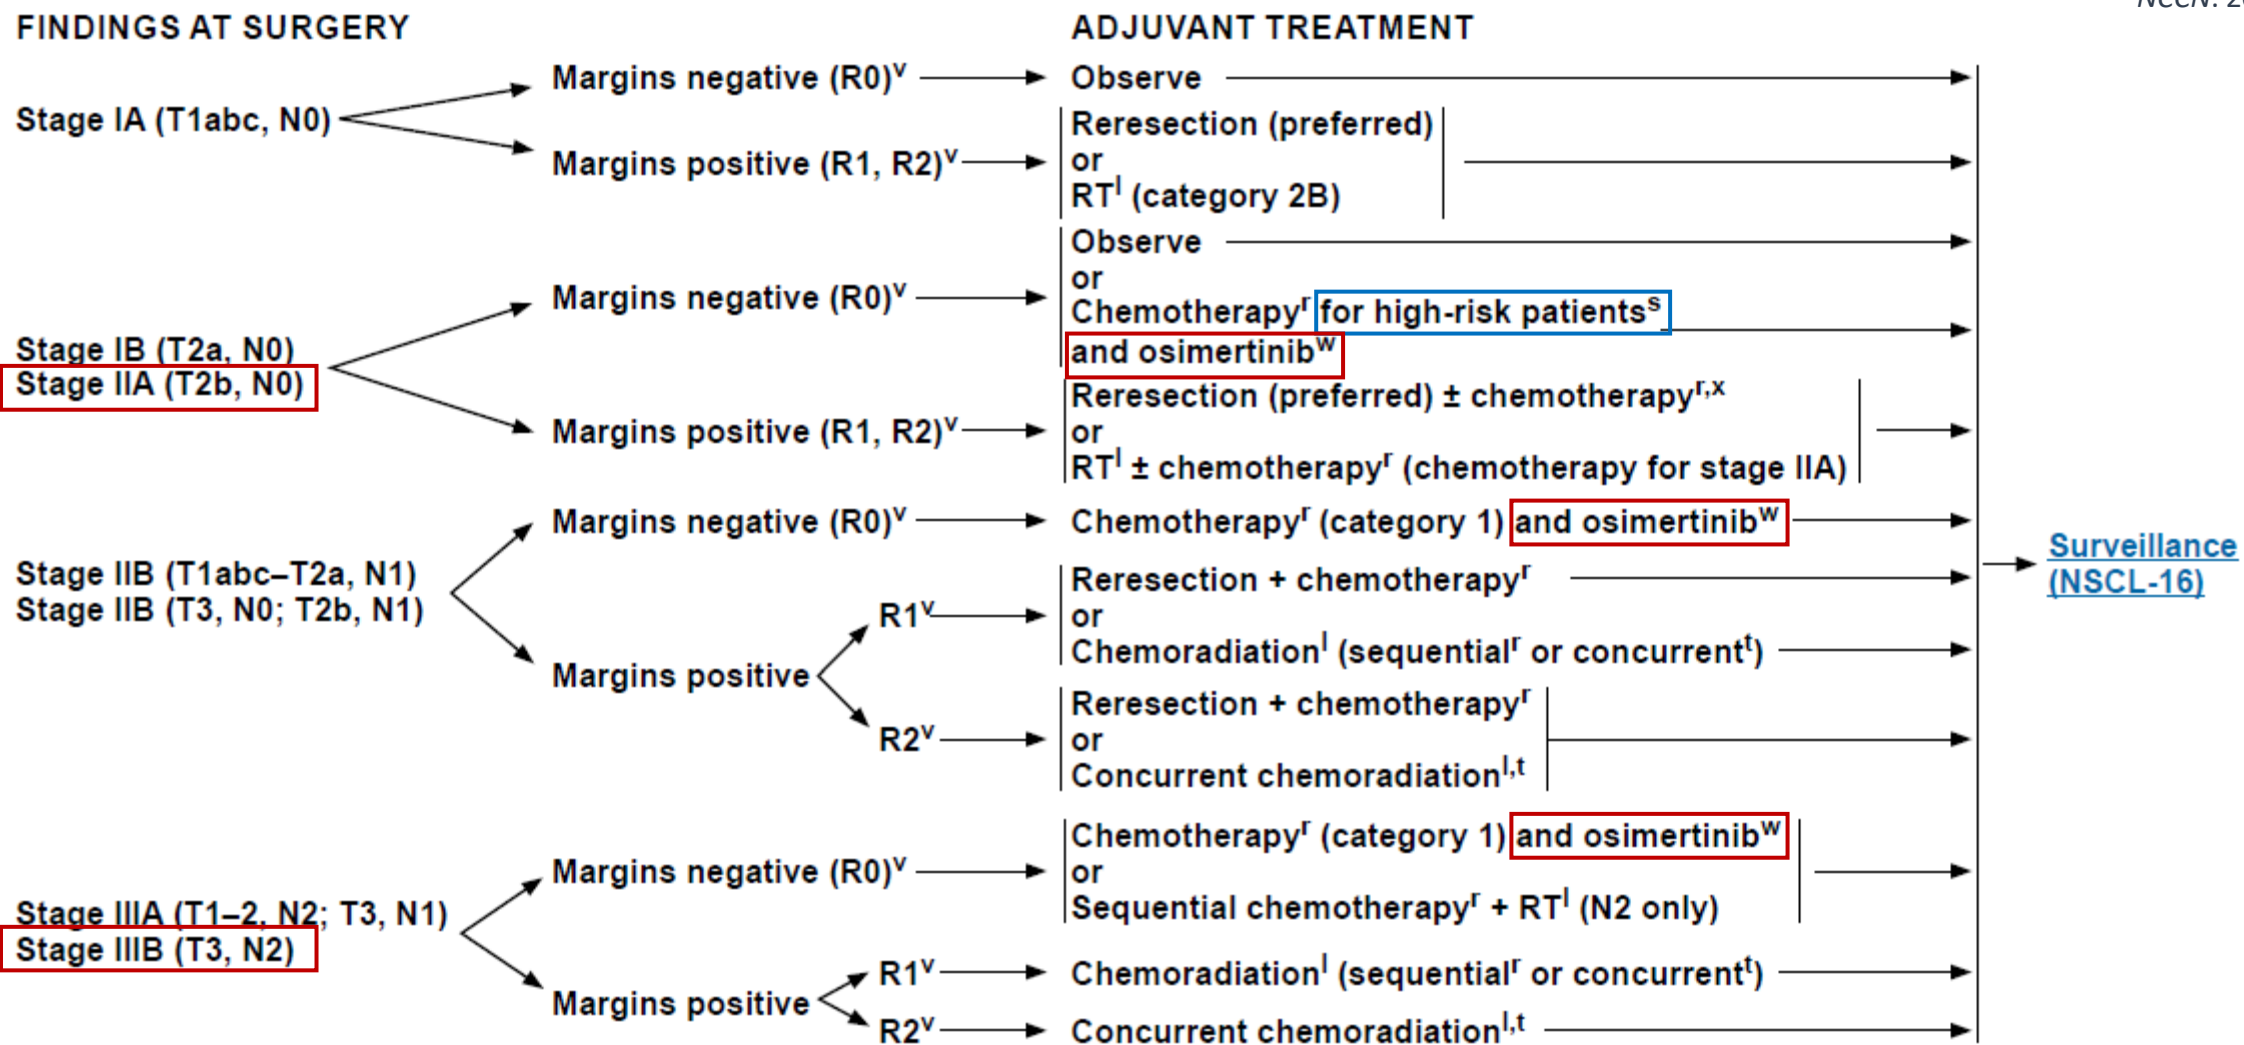 NCCN. 20
FINDINGS AT SURGERY
ADJUVANT TREATMENT
Stage IA (T1abc, N0)
Margins negative (R0)ᵛ
Observe
Margins positive (R1, R2)ᵛ
Reresection (preferred)
or
RTˡ (category 2B)
Stage IB (T2a, N0)
Stage IIA (T2b, N0)
Margins negative (R0)ᵛ
Observe
or
Chemotherapyʳ for high-risk patientsˢ
and osimertinibʷ
Margins positive (R1, R2)ᵛ
Reresection (preferred) ± chemotherapyʳ,ˣ
or
RTˡ ± chemotherapyʳ (chemotherapy for stage IIA)
Stage IIB (T1abc–T2a, N1)
Stage IIB (T3, N0; T2b, N1)
Margins negative (R0)ᵛ
Chemotherapyʳ (category 1) and osimertinibʷ
Margins positive
R1ᵛ
Reresection + chemotherapyʳ
or
Chemoradiationˡ (sequentialʳ or concurrentᵗ)
R2ᵛ
Reresection + chemotherapyʳ
or
Concurrent chemoradiationˡ,ᵗ
Stage IIIA (T1–2, N2; T3, N1)
Stage IIIB (T3, N2)
Margins negative (R0)ᵛ
Chemotherapyʳ (category 1) and osimertinibʷ
or
Sequential chemotherapyʳ + RTˡ (N2 only)
Margins positive
R1ᵛ
Chemoradiationˡ (sequentialʳ or concurrentᵗ)
R2ᵛ
Concurrent chemoradiationˡ,ᵗ
Surveillance
(NSCL-16)